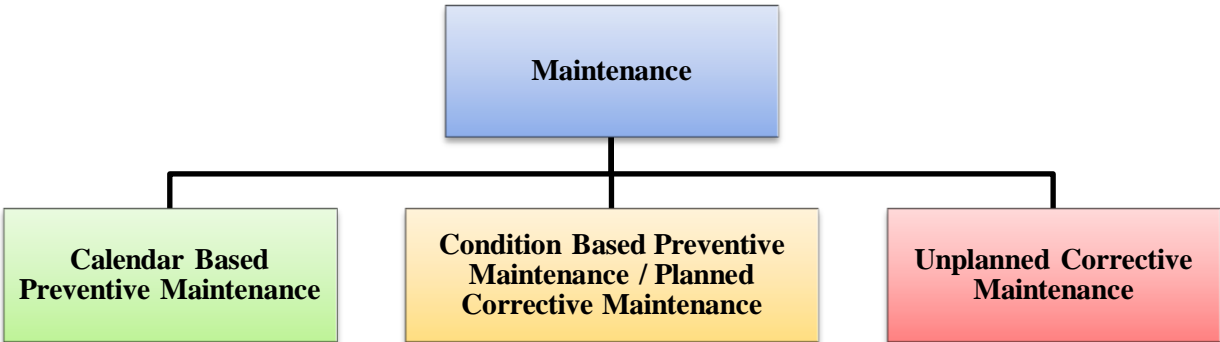 Maintenance
Calendar Based
Preventive Maintenance
Condition Based Preventive
Maintenance / Planned
Corrective Maintenance
Unplanned Corrective
Maintenance